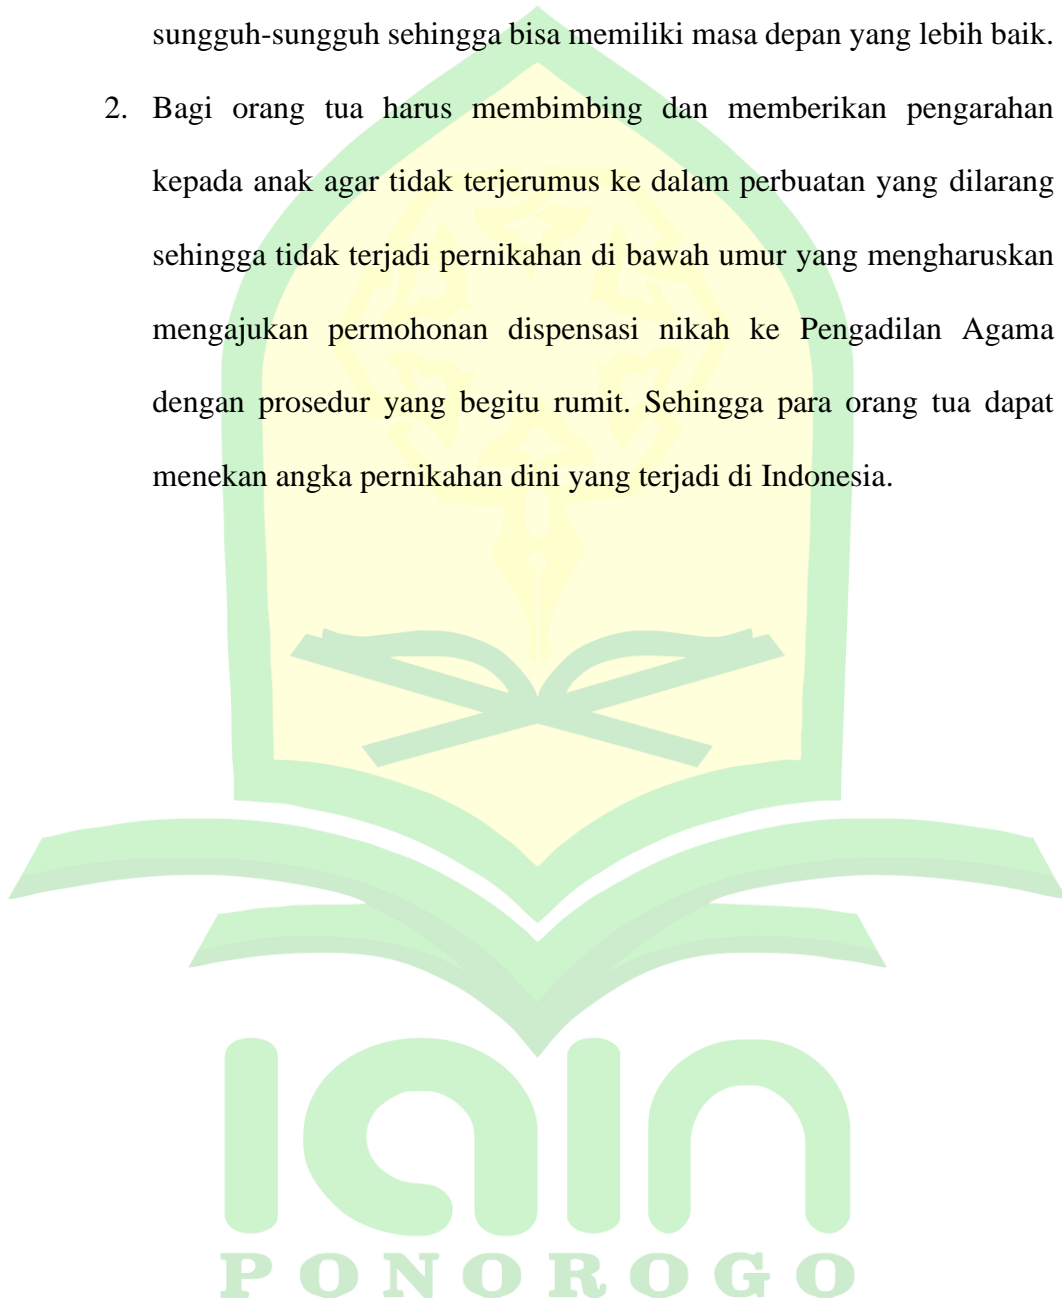 sungguh-sungguh sehingga bisa memiliki masa depan yang lebih baik.
2. Bagi orang tua harus membimbing dan memberikan pengarahan
kepada anak agar tidak terjerumus ke dalam perbuatan yang dilarang
sehingga tidak terjadi pernikahan di bawah umur yang mengharuskan
mengajukan permohonan dispensasi nikah ke Pengadilan Agama
dengan prosedur yang begitu rumit. Sehingga para orang tua dapat
menekan angka pernikahan dini yang terjadi di Indonesia.
iain
PONOROGO